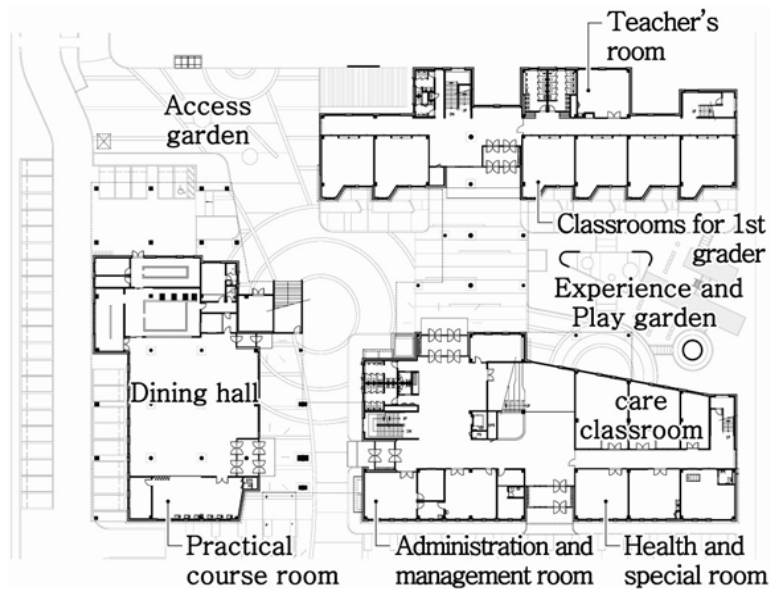 Teacher's
room
Access
garden
Classrooms for 1st
grader
Experience and
Play garden
Dining hall
care
classroom
Practical
course room
Administration and
management room
Health and
special room